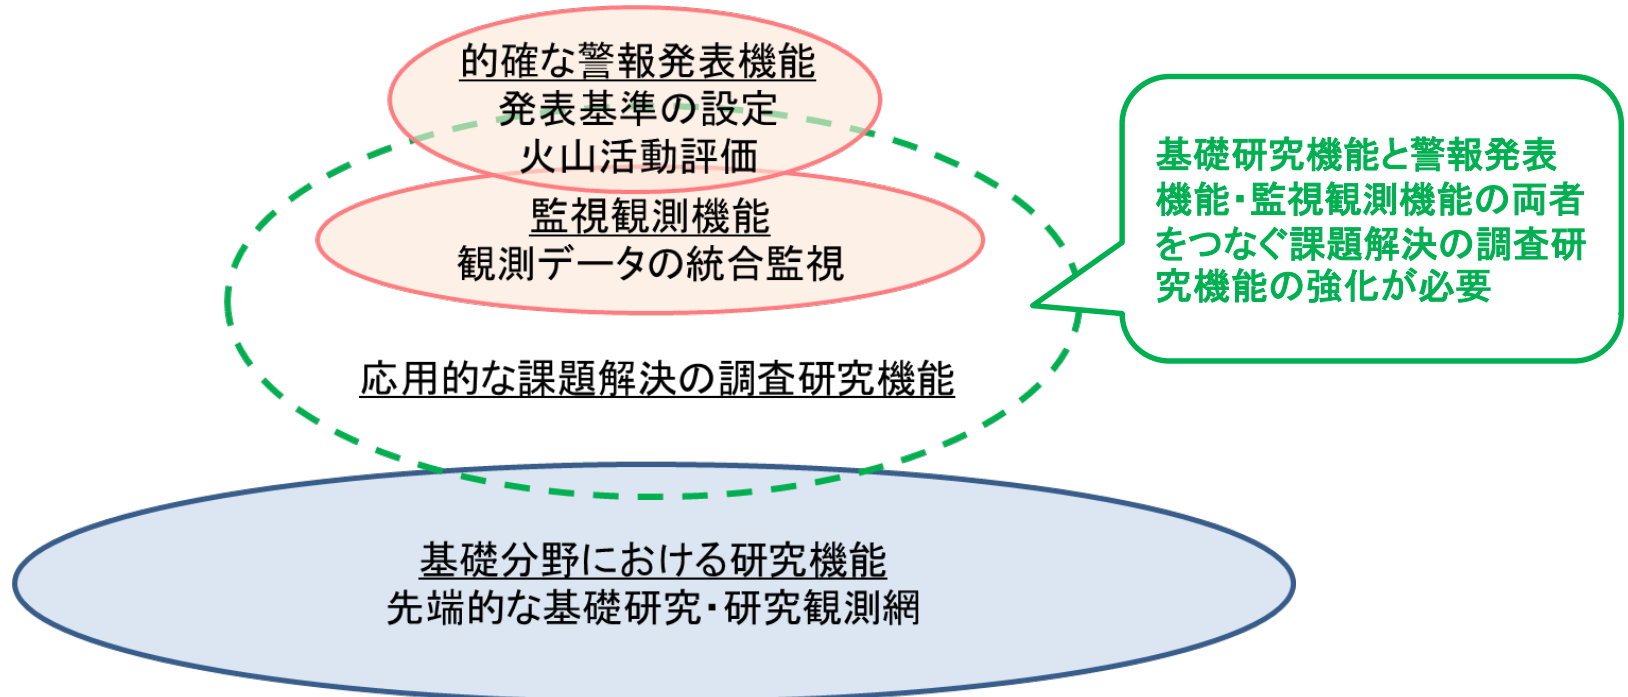 的確な警報発表機能
発表基準の設定
火山活動評価
監視観測機能
観測データの統合監視
応用的な課題解決の調査研究機能
基礎分野における研究機能
先端的な基礎研究・研究観測網
基礎研究機能と警報発表
機能・監視観測機能の両者
をつなぐ課題解決の調査研
究機能の強化が必要